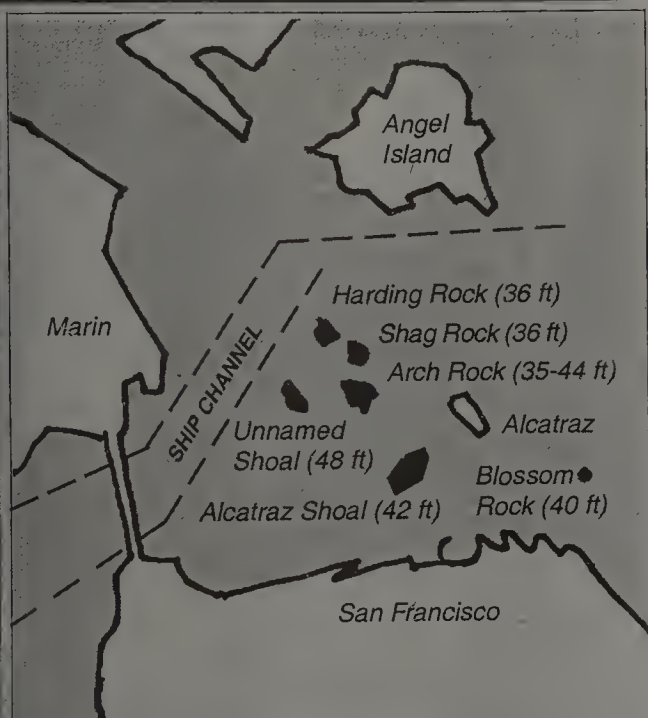 Angel
Island
Harding Rock (36 ft)
Marin
Shag Rock (36 ft)
SHIP CHANNEL
Arch Rock (35-44 ft)
Alcatraz
Unnamed
Shoal (48 ft)
Blossom
Rock (40 ft)
Alcatraz Shoal (42 ft)
San Francisco